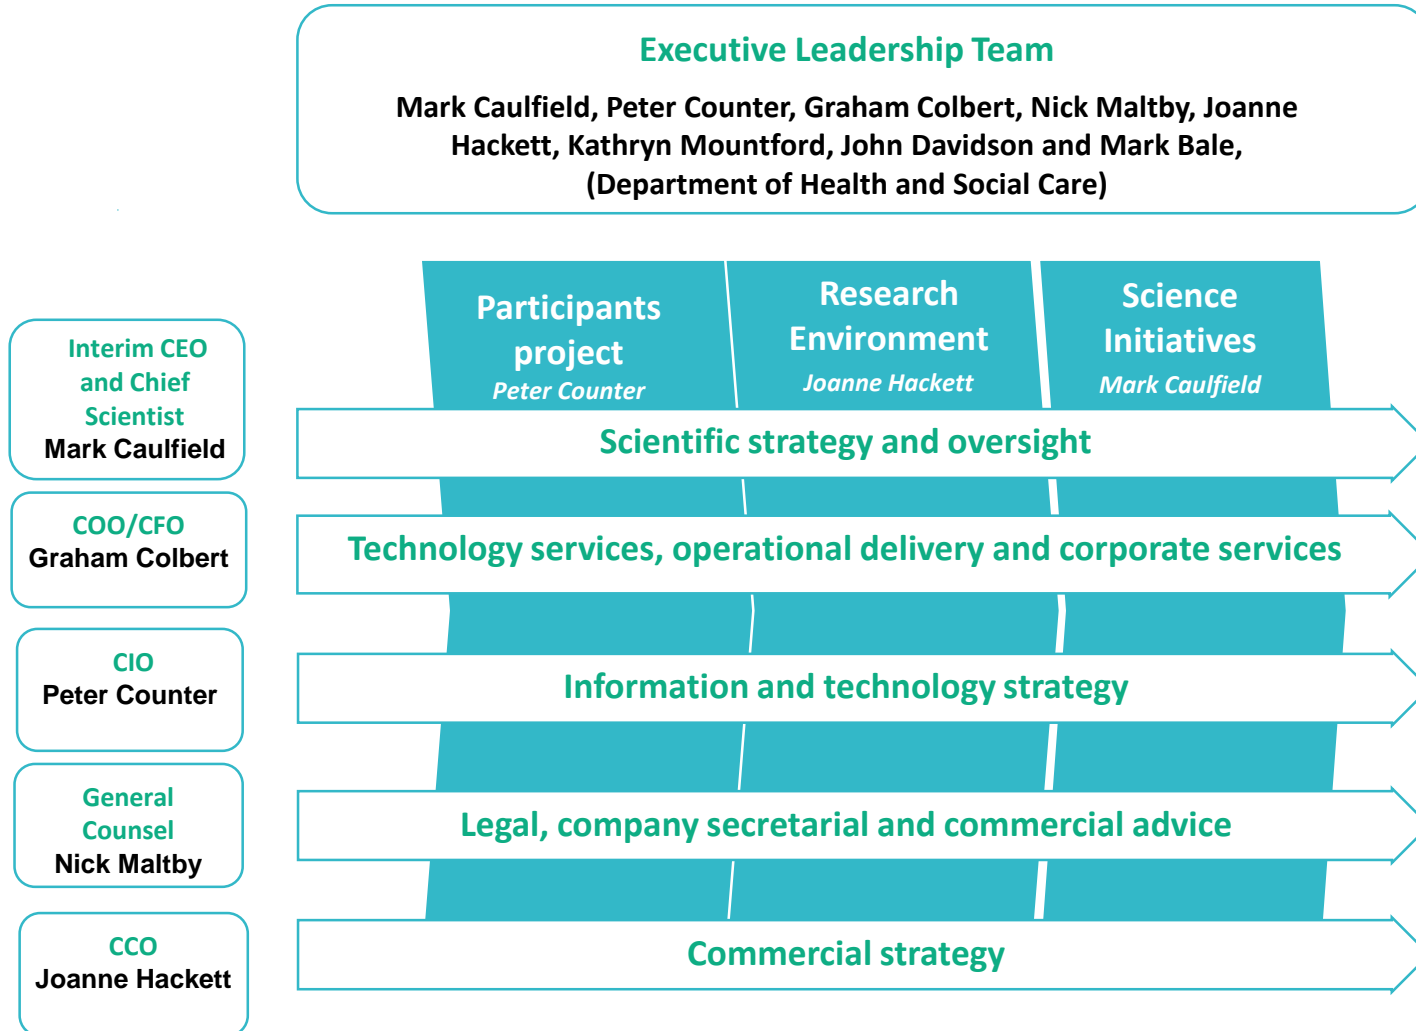 Executive Leadership Team
Mark Caulfield, Peter Counter, Graham Colbert, Nick Maltby, Joanne
Hackett, Kathryn Mountford, John Davidson and Mark Bale,
(Department of Health and Social Care)
Participants
project
Peter Counter
Research
Environment
Joanne Hackett
Science
Initiatives
Mark Caulfield
Interim CEO
and Chief
Scientist
Mark Caulfield
Scientific strategy and oversight
COO/CFO
Graham Colbert
Technology services, operational delivery and corporate services
CIO
Peter Counter
Information and technology strategy
General
Counsel
Nick Maltby
Legal, company secretarial and commercial advice
CCO
Joanne Hackett
Commercial strategy